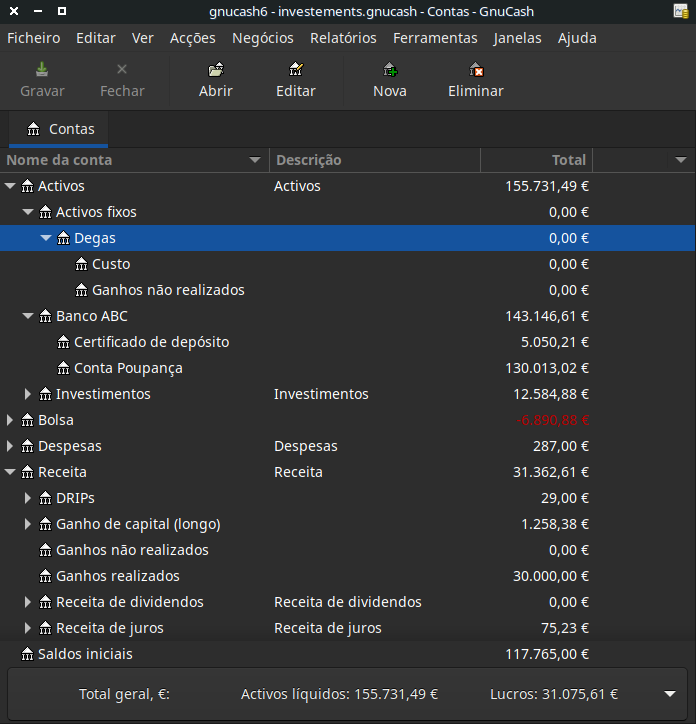 gnucash6 - investements.gnucash - Contas - GnuCash
Ficheiro Editar Ver Acções Negócios Relatórios Ferramentas Janelas Ajuda
Gravar Fechar Abrir Editar Nova Eliminar
Contas
Nome da conta Descrição Total
Activos Activos 155.731,49 €
Activos fixos 0,00 €
Degas 0,00 €
Custo 0,00 €
Ganhos não realizados 0,00 €
Banco ABC 143.146,61 €
Certificado de depósito 5.050,21 €
Conta Poupança 130.013,02 €
Investimentos Investimentos 12.584,88 €
Bolsa -6.890,88 €
Despesas Despesas 287,00 €
Receita Receita 31.362,61 €
DRIPs 29,00 €
Ganho de capital (longo) 1.258,38 €
Ganhos não realizados 0,00 €
Ganhos realizados 30.000,00 €
Receita de dividendos Receita de dividendos 0,00 €
Receita de juros Receita de juros 75,23 €
Saldos iniciais 117.765,00 €
Total geral, €: Activos líquidos: 155.731,49 € Lucros: 31.075,61 €